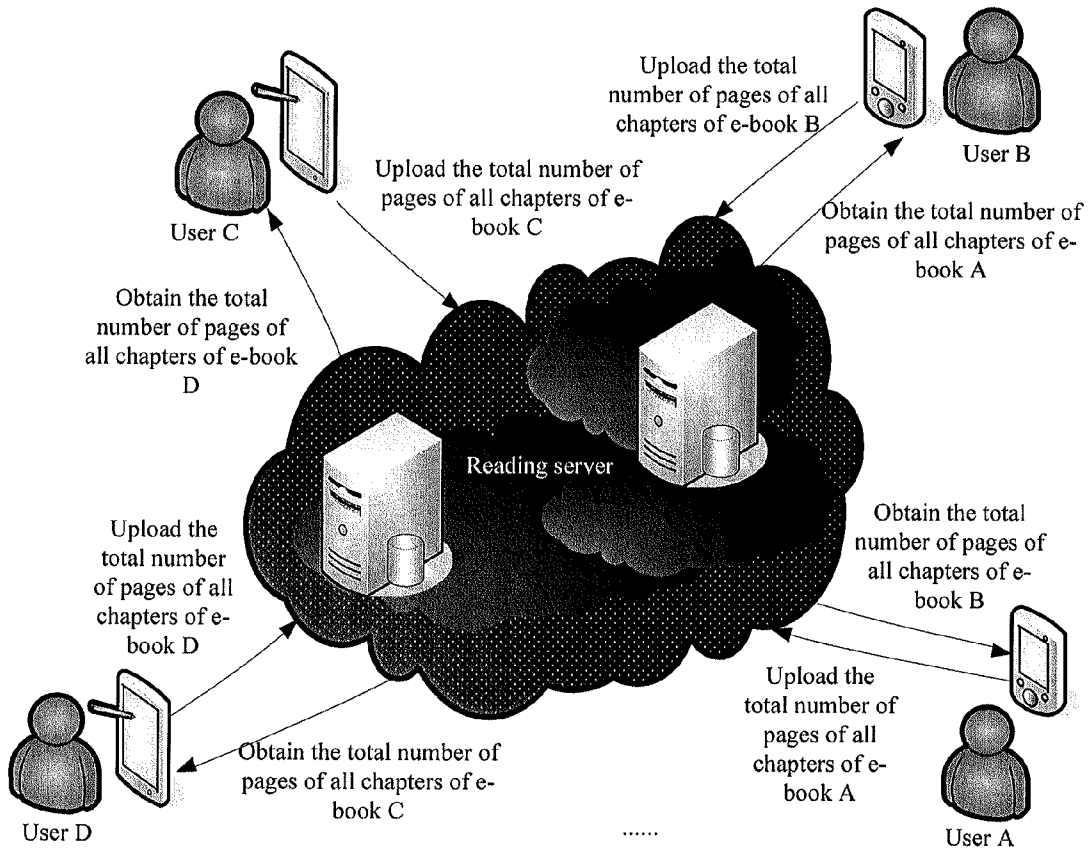 Upload the total
number of pages of all
chapters of e-book B
User B
Upload the total number of
pages of all chapters of e-
book C
User C
Obtain the total number of
pages of all chapters of e-
book A
Obtain the total
number of pages of
all chapters of e-book
D
Reading server
Upload the
total number
of pages of all
chapters of e-
book D
Obtain the total
number of pages of
all chapters of e-
book B
Upload the
total number of
pages of all
chapters of e-
book A
Obtain the total number of
pages of all chapters of e-
book C
User D
......
User A